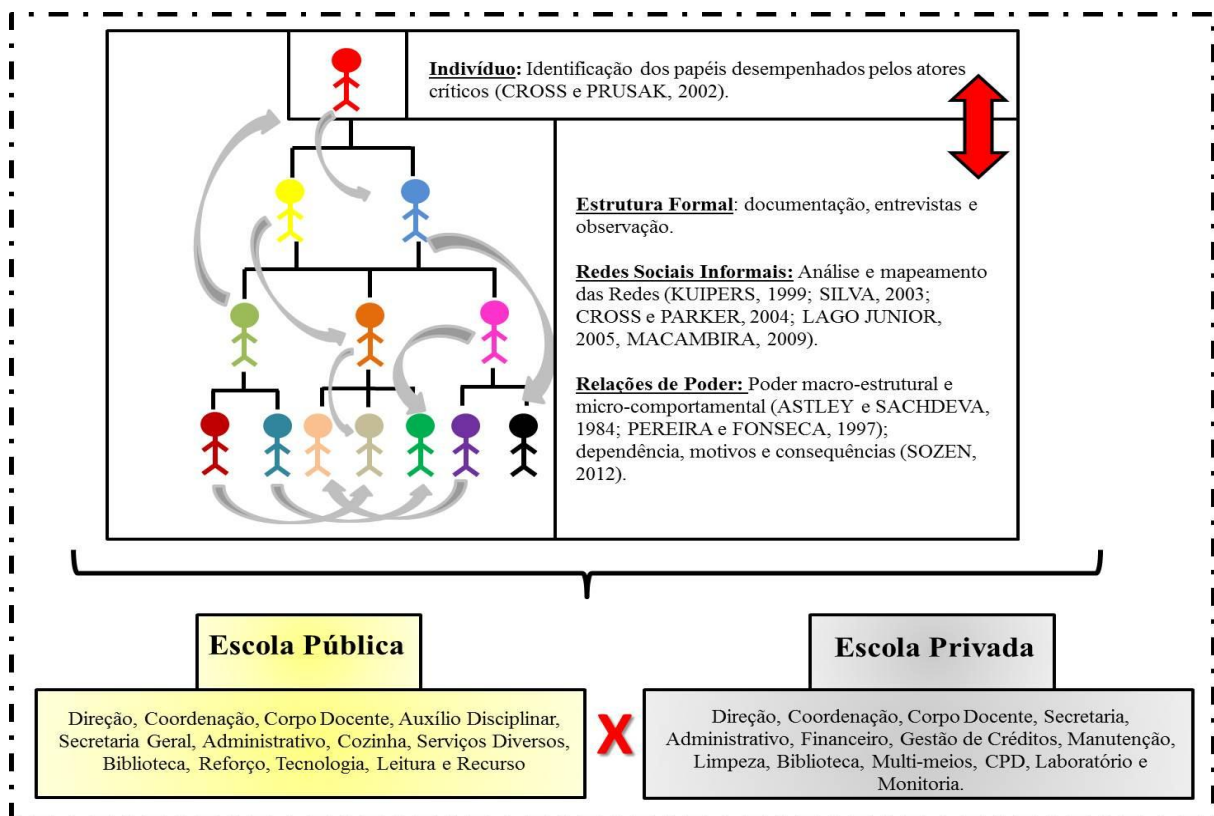 Indivíduo: Identificação dos papéis desempenhados pelos atores
críticos (CROSS e PRUSAK, 2002).
Estrutura Formal: documentação, entrevistas e
observação.
Redes Sociais Informais: Análise e mapeamento
das Redes (KUIPERS, 1999; SILVA, 2003;
CROSS e PARKER, 2004; LAGO JUNIOR,
2005, MACAMBIRA, 2009).
Relações de Poder: Poder macro-estrutural e
micro-comportamental (ASTLEY e SACHDEVA,
1984; PEREIRA e FONSECA, 1997);
dependência, motivos e consequências (SOZEN,
2012).
Escola Pública
Direção, Coordenação, Corpo Docente, Auxílio Disciplinar,
Secretaria Geral, Administrativo, Cozinha, Serviços Diversos,
Biblioteca, Reforço, Tecnologia, Leitura e Recurso
X
Escola Privada
Direção, Coordenação, Corpo Docente, Secretaria,
Administrativo, Financeiro, Gestão de Créditos, Manutenção,
Limpeza, Biblioteca, Multi-meios, CPD, Laboratório e
Monitoria.